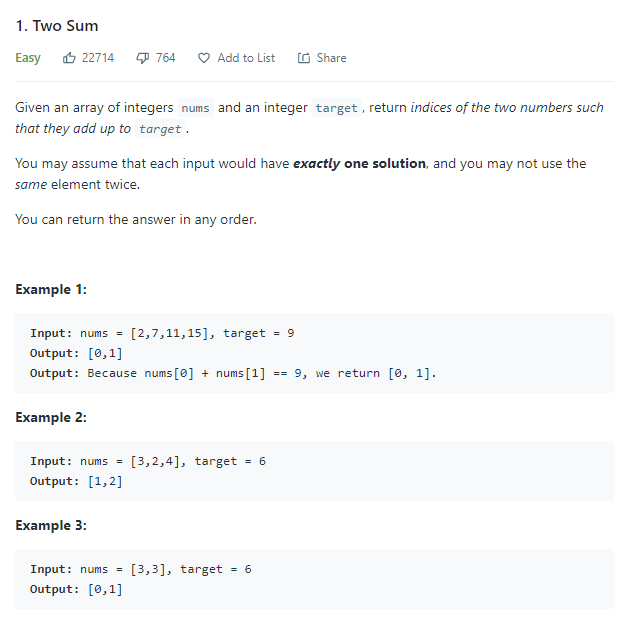 1. Two Sum
Easy 22714 764 Add to List Share
Given an array of integers nums and an integer target , return indices of the two numbers such
that they add up to target .
You may assume that each input would have exactly one solution, and you may not use the
same element twice.
You can return the answer in any order.
Example 1:
Input: nums = [2,7,11,15], target = 9
Output: [0,1]
Output: Because nums[0] + nums[1] == 9, we return [0, 1].
Example 2:
Input: nums = [3,2,4], target = 6
Output: [1,2]
Example 3:
Input: nums = [3,3], target = 6
Output: [0,1]